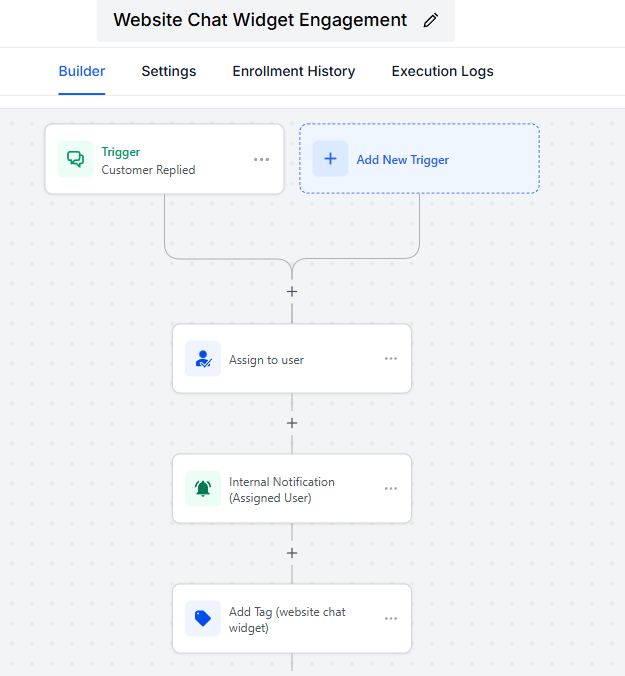 Website Chat Widget Engagement
Builder
Settings
Enrollment History
Execution Logs
Trigger
Customer Replied
Add New Trigger
Assign to user
Internal Notification
(Assigned User)
Add Tag (website chat
widget)